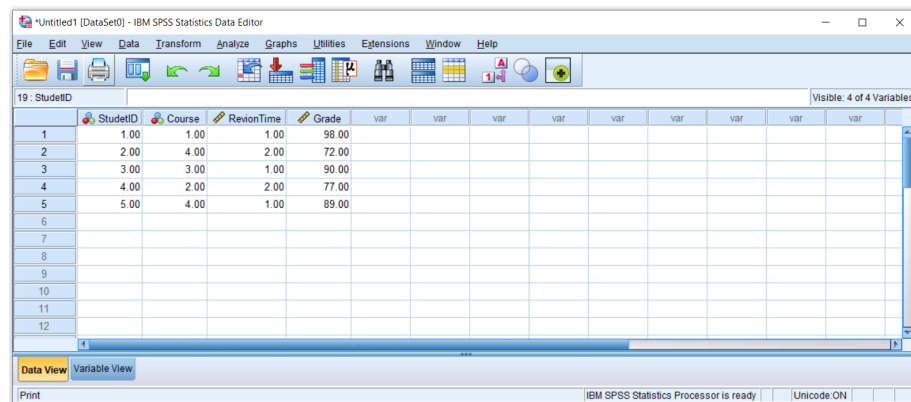 *Untitled1 [DataSet0] - IBM SPSS Statistics Data Editor
File Edit View Data Transform Analyze Graphs Utilities Extensions Window Help
19 : StudetID
Visible: 4 of 4 Variables
StudetID Course RevionTime Grade var var var var var var var var var
1 1.00 1.00 1.00 98.00
2 2.00 4.00 2.00 72.00
3 3.00 3.00 1.00 90.00
4 4.00 2.00 2.00 77.00
5 5.00 4.00 1.00 89.00
6
7
8
9
10
11
12
Data View Variable View
Print IBM SPSS Statistics Processor is ready Unicode:ON